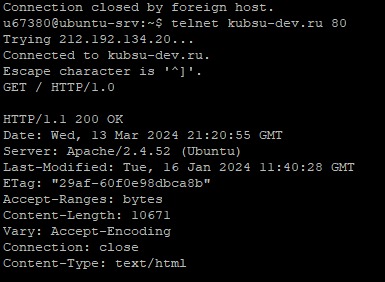 Connection closed by foreign host.
u67380@ubuntu-srv:~$ telnet kubsu-dev.ru 80
Trying 212.192.134.20...
Connected to kubsu-dev.ru.
Escape character is '^]'.
GET / HTTP/1.0

HTTP/1.1 200 OK
Date: Wed, 13 Mar 2024 21:20:55 GMT
Server: Apache/2.4.52 (Ubuntu)
Last-Modified: Tue, 16 Jan 2024 11:40:28 GMT
ETag: "29af-60f0e98dbca8b"
Accept-Ranges: bytes
Content-Length: 10671
Vary: Accept-Encoding
Connection: close
Content-Type: text/html